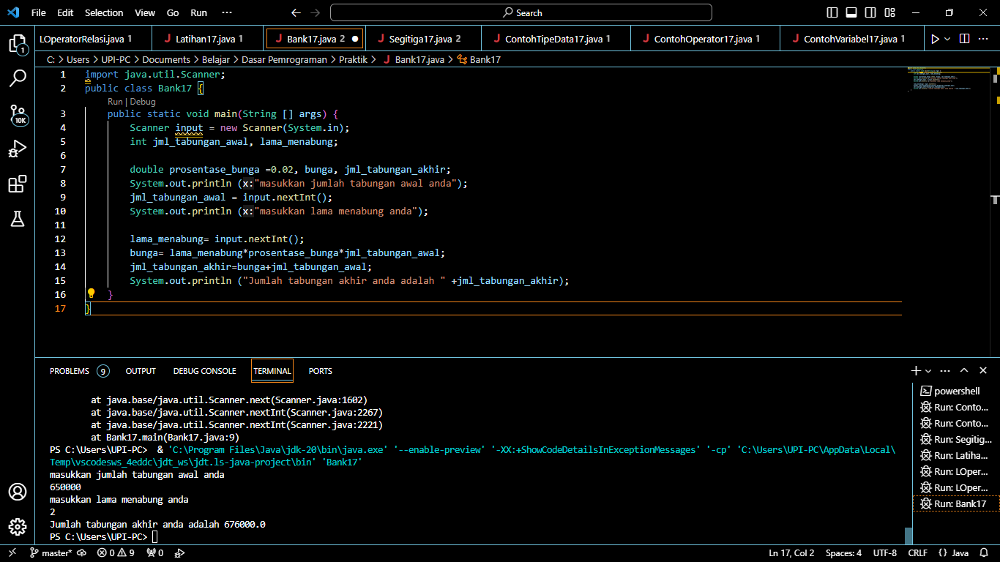 File Edit Selection View Go Run ··· Search
LOperatorRelasi.java 1 Latihan17.java 1 Bank17.java 2 Segitiga17.java 2 ContohTipeData17.java 1 ContohOperator17.java 1 ContohVariabel17.java 1
C: > Users > UPI-PC > Documents > Belajar > Dasar Pemrograman > Praktik > Bank17.java > Bank17
1 import java.util.Scanner;
2 public class Bank17 {
Run | Debug
3 public static void main(String [] args) {
4 Scanner input = new Scanner(System.in);
5 int jml_tabungan_awal, lama_menabung;
6
7 double prosentase_bunga =0.02, bunga, jml_tabungan_akhir;
8 System.out.println (x:"masukkan jumlah tabungan awal anda");
9 jml_tabungan_awal = input.nextInt();
10 System.out.println (x:"masukkan lama menabung anda");
11
12 lama_menabung= input.nextInt();
13 bunga= lama_menabung*prosentase_bunga*jml_tabungan_awal;
14 jml_tabungan_akhir=bunga+jml_tabungan_awal;
15 System.out.println ("Jumlah tabungan akhir anda adalah " +jml_tabungan_akhir);
16 }
17 }
1
10K
PROBLEMS 9 OUTPUT DEBUG CONSOLE TERMINAL PORTS
at java.base/java.util.Scanner.next(Scanner.java:1602)
at java.base/java.util.Scanner.nextInt(Scanner.java:2267)
at java.base/java.util.Scanner.nextInt(Scanner.java:2221)
at Bank17.main(Bank17.java:9)
PS C:\Users\UPI-PC> & 'C:\Program Files\Java\jdk-20\bin\java.exe' '--enable-preview' '-XX:+ShowCodeDetailsInExceptionMessages' '-cp' 'C:\Users\UPI-PC\AppData\Local\
Temp\vscodesws_4eddc\jdt_ws\jdt.ls-java-project\bin' 'Bank17'
masukkan jumlah tabungan awal anda
650000
masukkan lama menabung anda
2
Jumlah tabungan akhir anda adalah 676000.0
PS C:\Users\UPI-PC>
powershell
Run: Conto...
Run: Conto...
Run: Segitig...
Run: Latiha...
Run: LOper...
Run: LOper...
Run: Bank17
master* 0 9 0 Ln 17, Col 2 Spaces: 4 UTF-8 CRLF {} Java